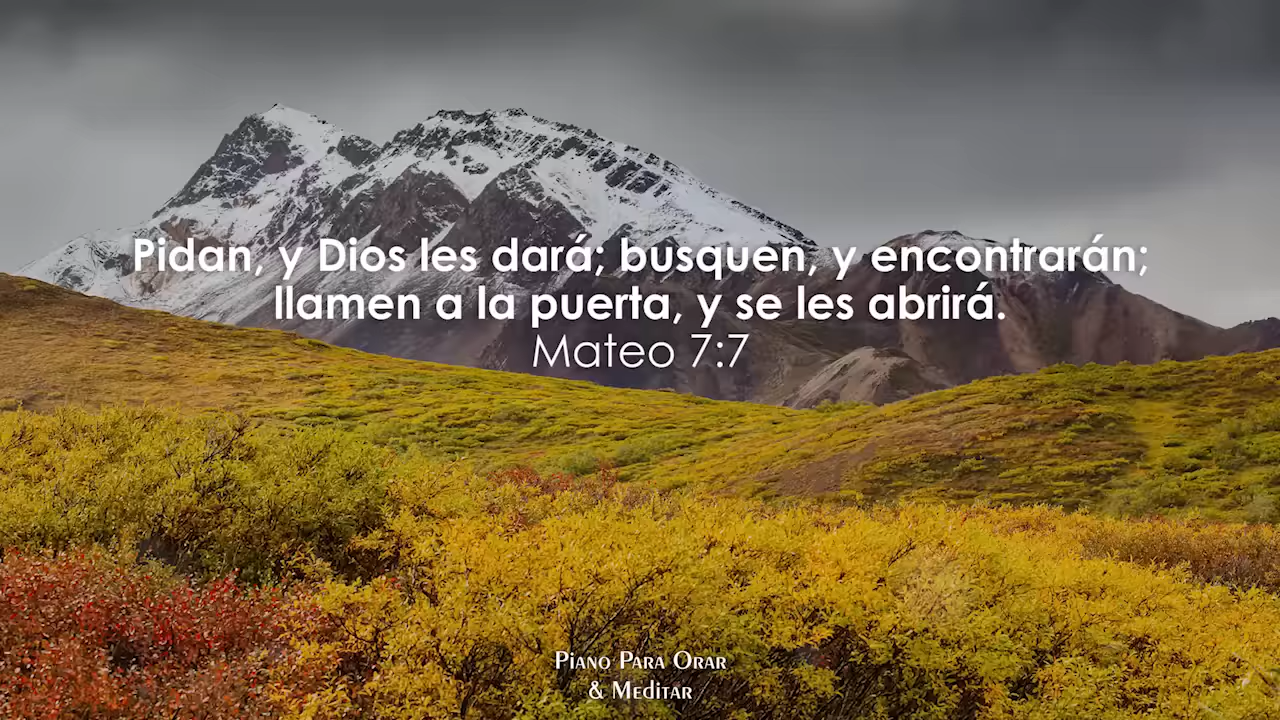 Pidan, y Dios les dará; busquen, y encontrarán;
llamen a la puerta, y se les abrirá.
Mateo 7:7
Piano Para Orar
& Meditar